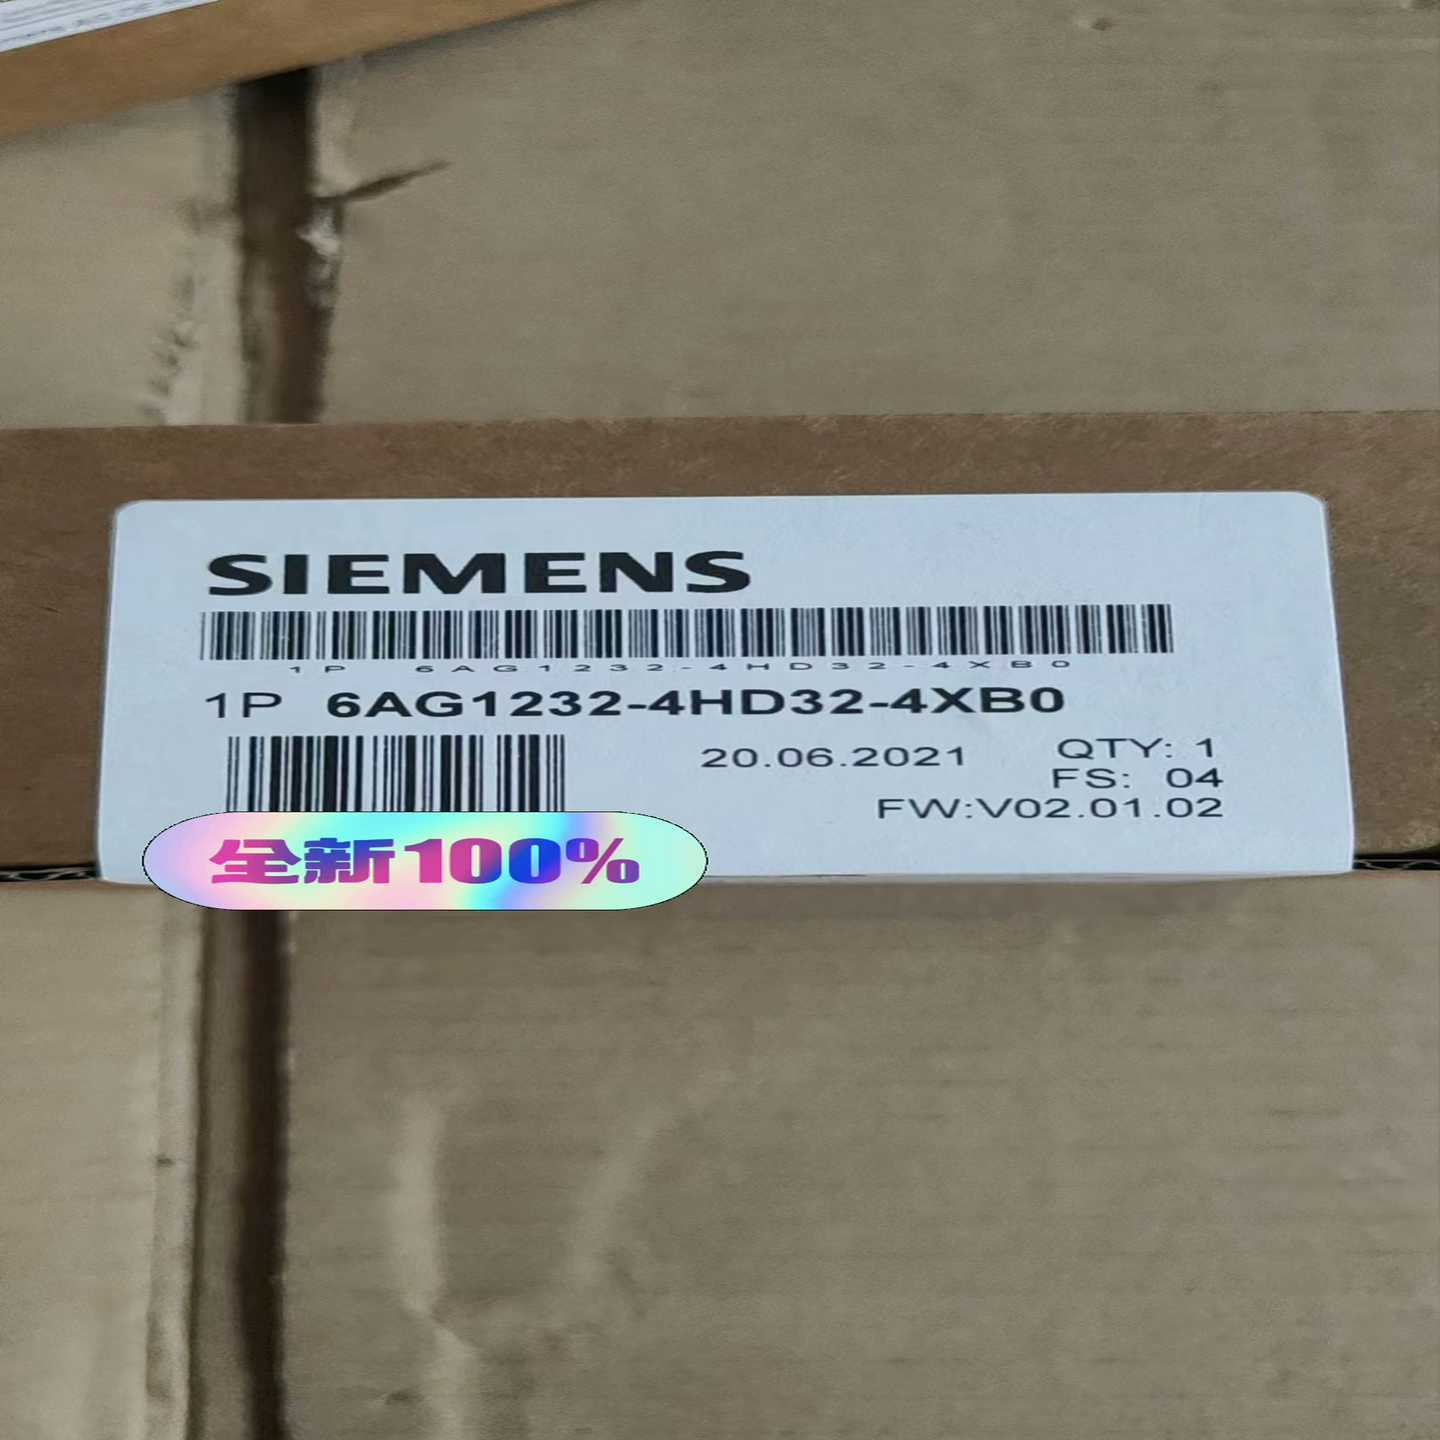 SIEMENS
1P 6AG1232-4HD32-4XB0
1P 6AG1232-4HD32-4XB0
20.06.2021
QTY: 1
FS: 04
FW:V02.01.02
全新100%